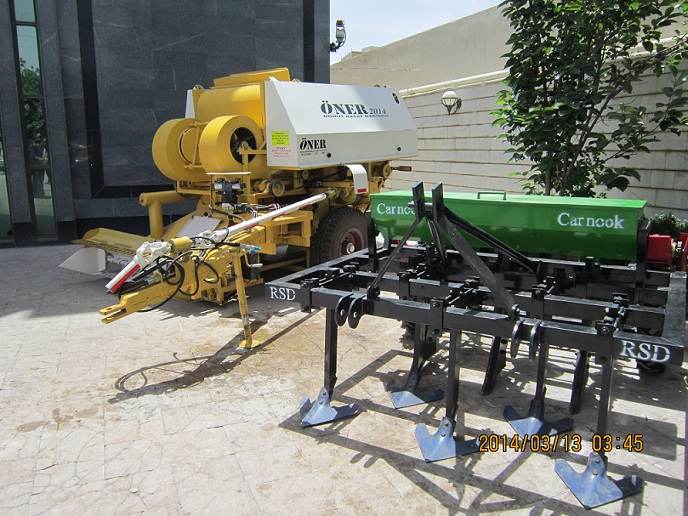 ÖNER 2014
ÖNER
Carnook
Carnook
RSD
RSD
2014/03/13 03:45